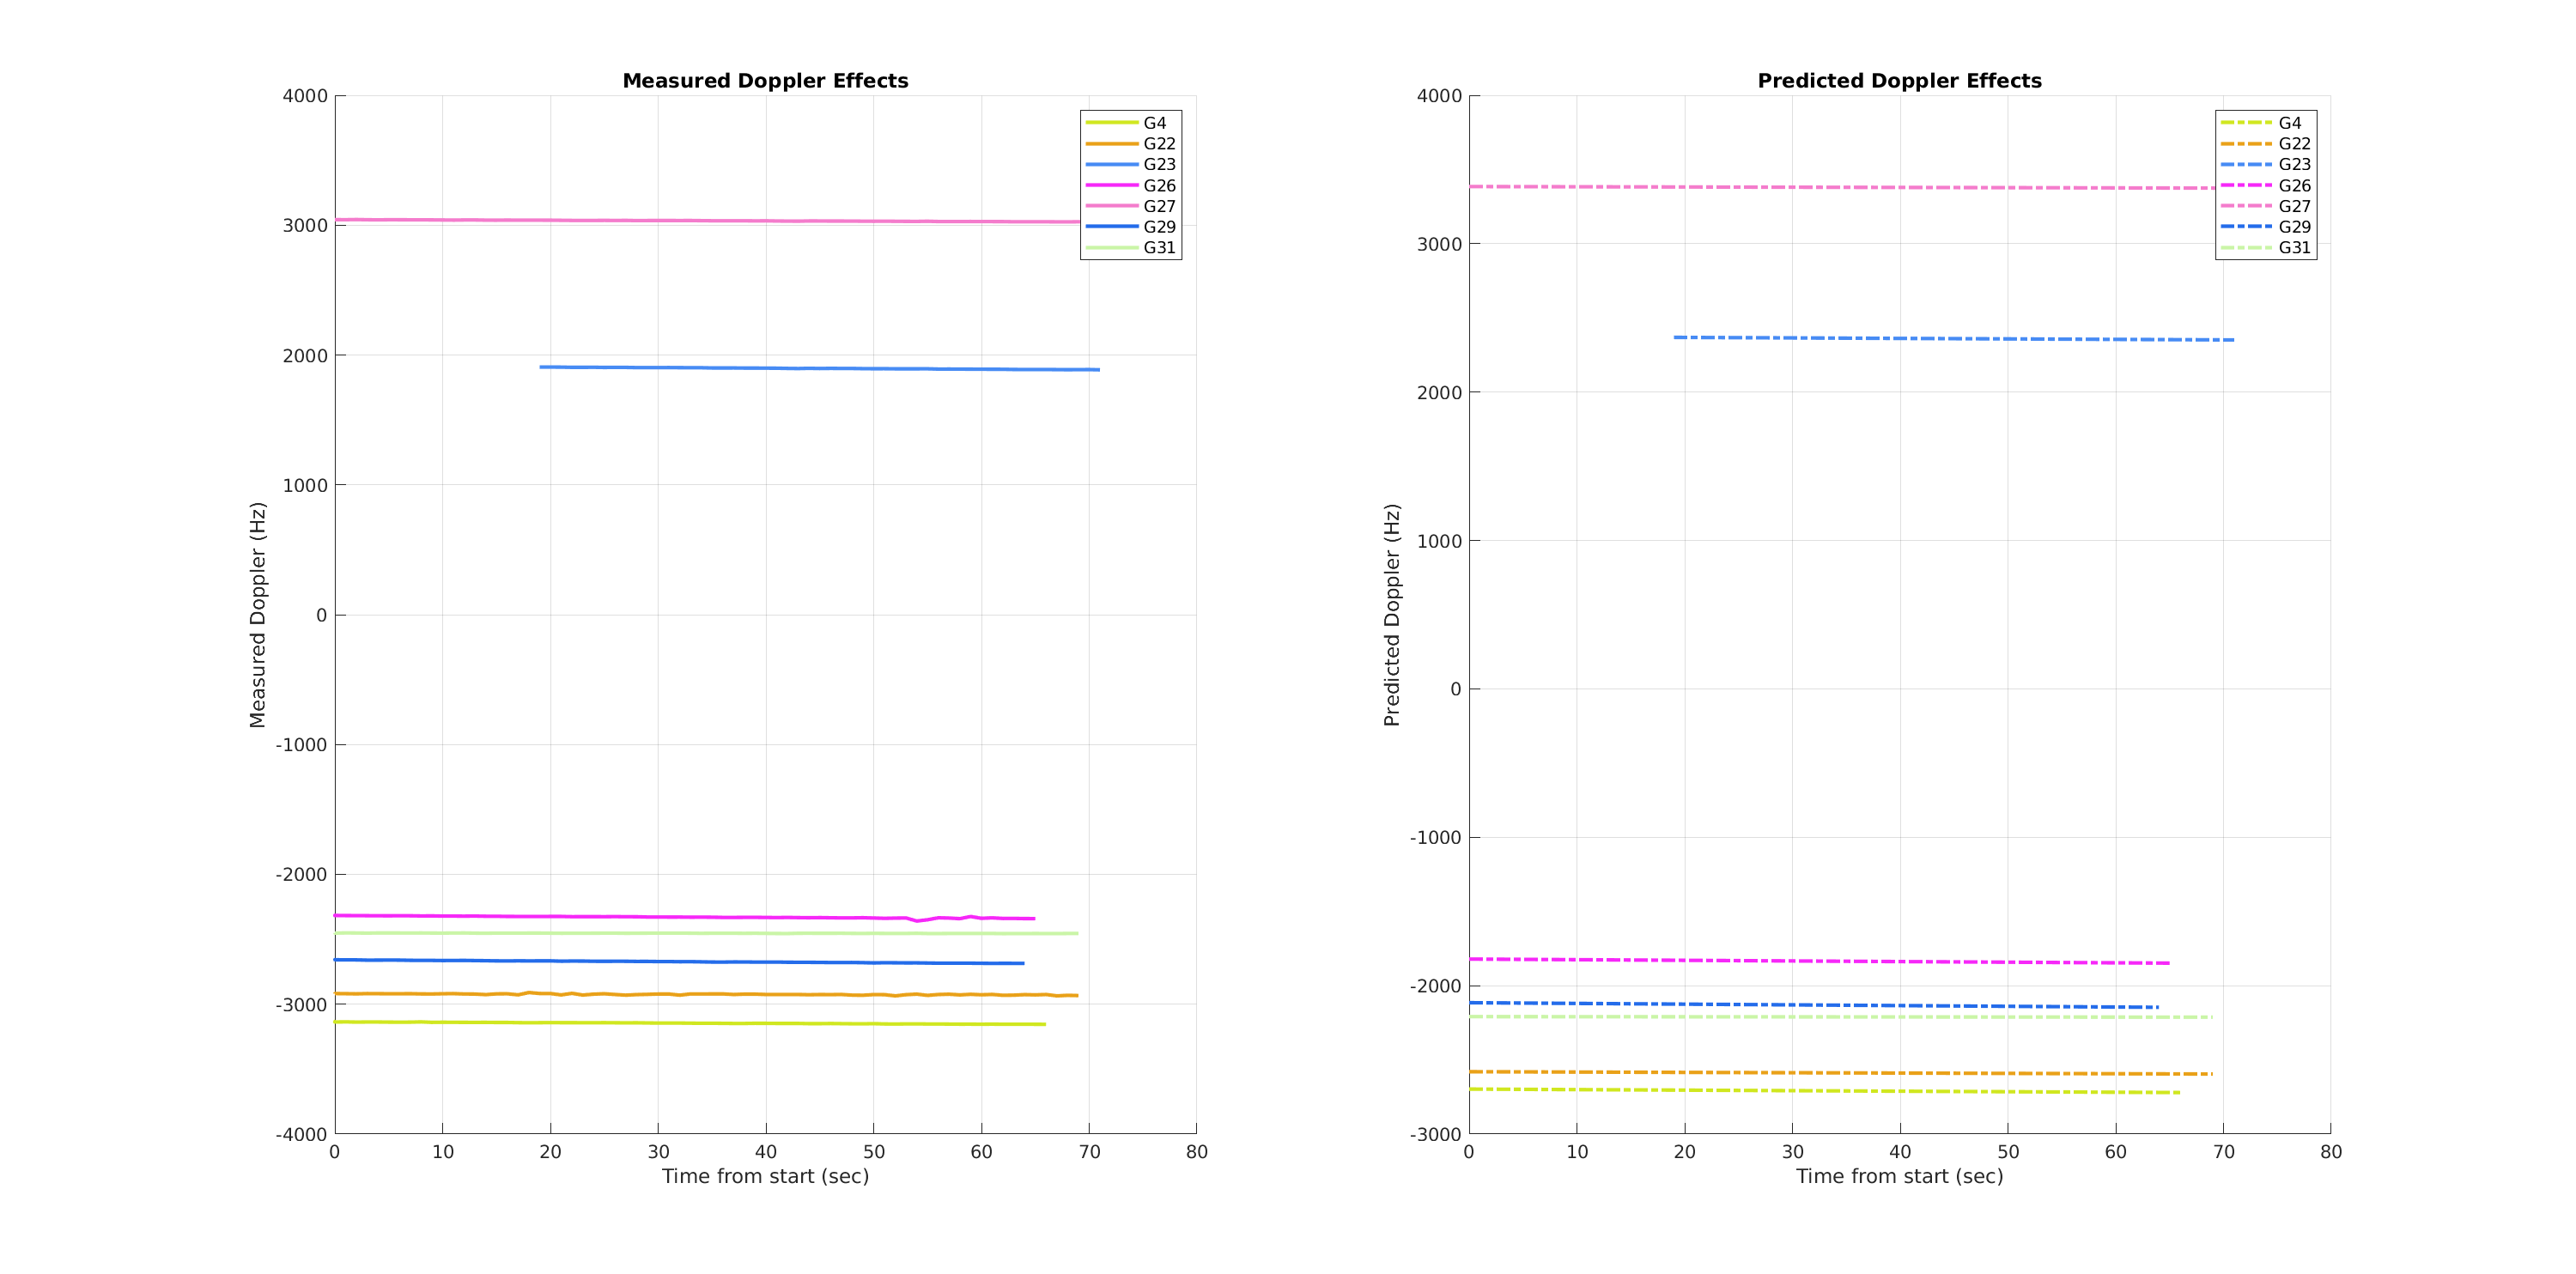 Measured Doppler Effects
4000
3000
2000
1000
0
-1000
-2000
-3000
-4000
Measured Doppler (Hz)
0 10 20 30 40 50 60 70 80
Time from start (sec)
G4
G22
G23
G26
G27
G29
G31
Predicted Doppler Effects
4000
3000
2000
1000
0
-1000
-2000
-3000
Predicted Doppler (Hz)
0 10 20 30 40 50 60 70 80
Time from start (sec)
G4
G22
G23
G26
G27
G29
G31